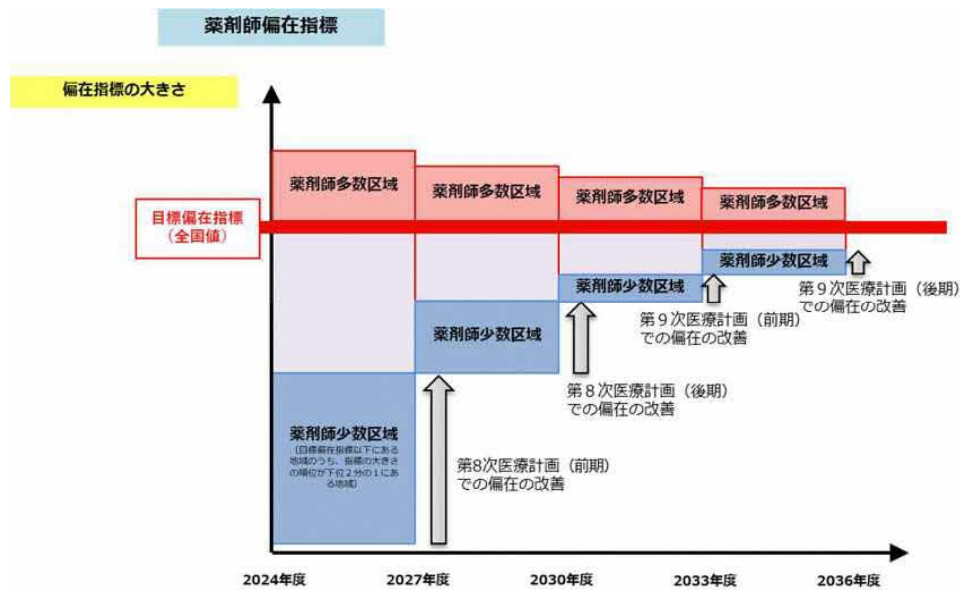 薬剤師偏在指標
偏在指標の大きさ
薬剤師多数区域
薬剤師多数区域
薬剤師多数区域
薬剤師多数区域
目標偏在指標
(全国値)
薬剤師少数区域
(目標偏在指標以下にある
地域のうち、指標の大きさ
の順位が下位2分の1にあ
る地域)
薬剤師少数区域
薬剤師少数区域
薬剤師少数区域
第8次医療計画(前期)
での偏在の改善
第8次医療計画(後期)
での偏在の改善
第9次医療計画(前期)
での偏在の改善
第9次医療計画(後期)
での偏在の改善
2024年度
2027年度
2030年度
2033年度
2036年度